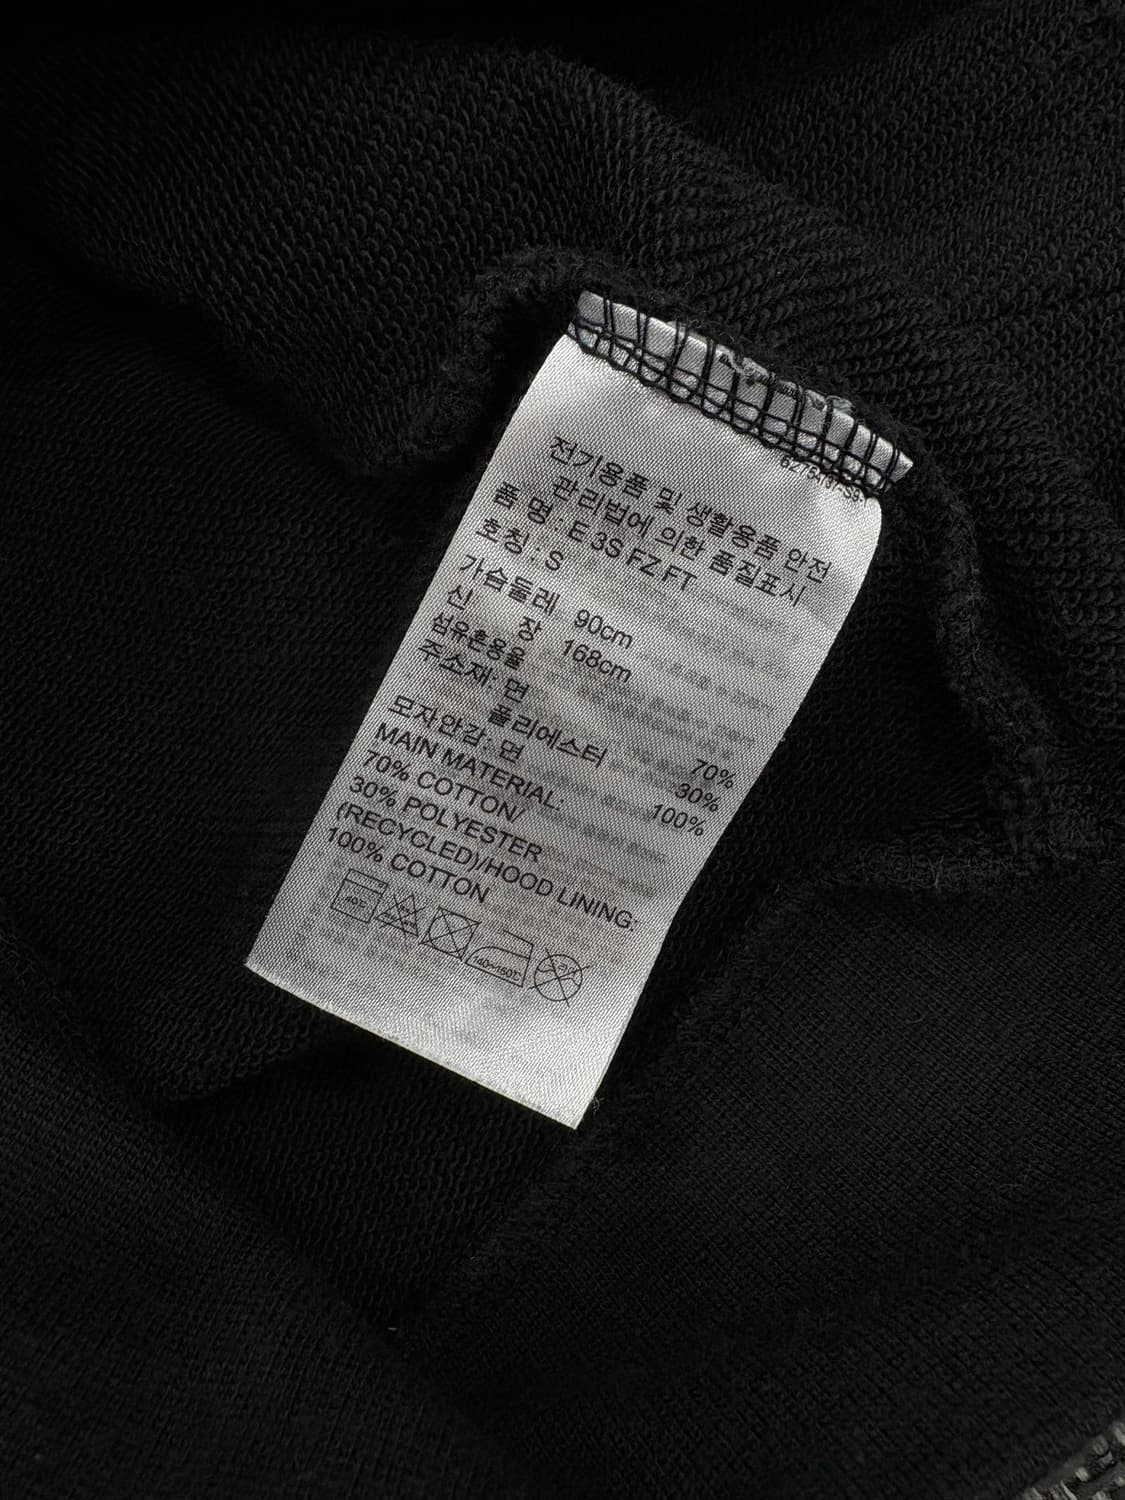 전기용품 및 생활용품 안전
관리법에 의한 품질표시
품 명 : E 3S FZ FT
호칭 : S
가슴둘레 90cm
신 장 168cm
섬유혼용율
주소재: 면 70%
폴리에스터 30%
모자안감: 면 100%
MAIN MATERIAL:
70% COTTON/
30% POLYESTER
(RECYCLED)/HOOD LINING:
100% COTTON
40℃
140~160℃